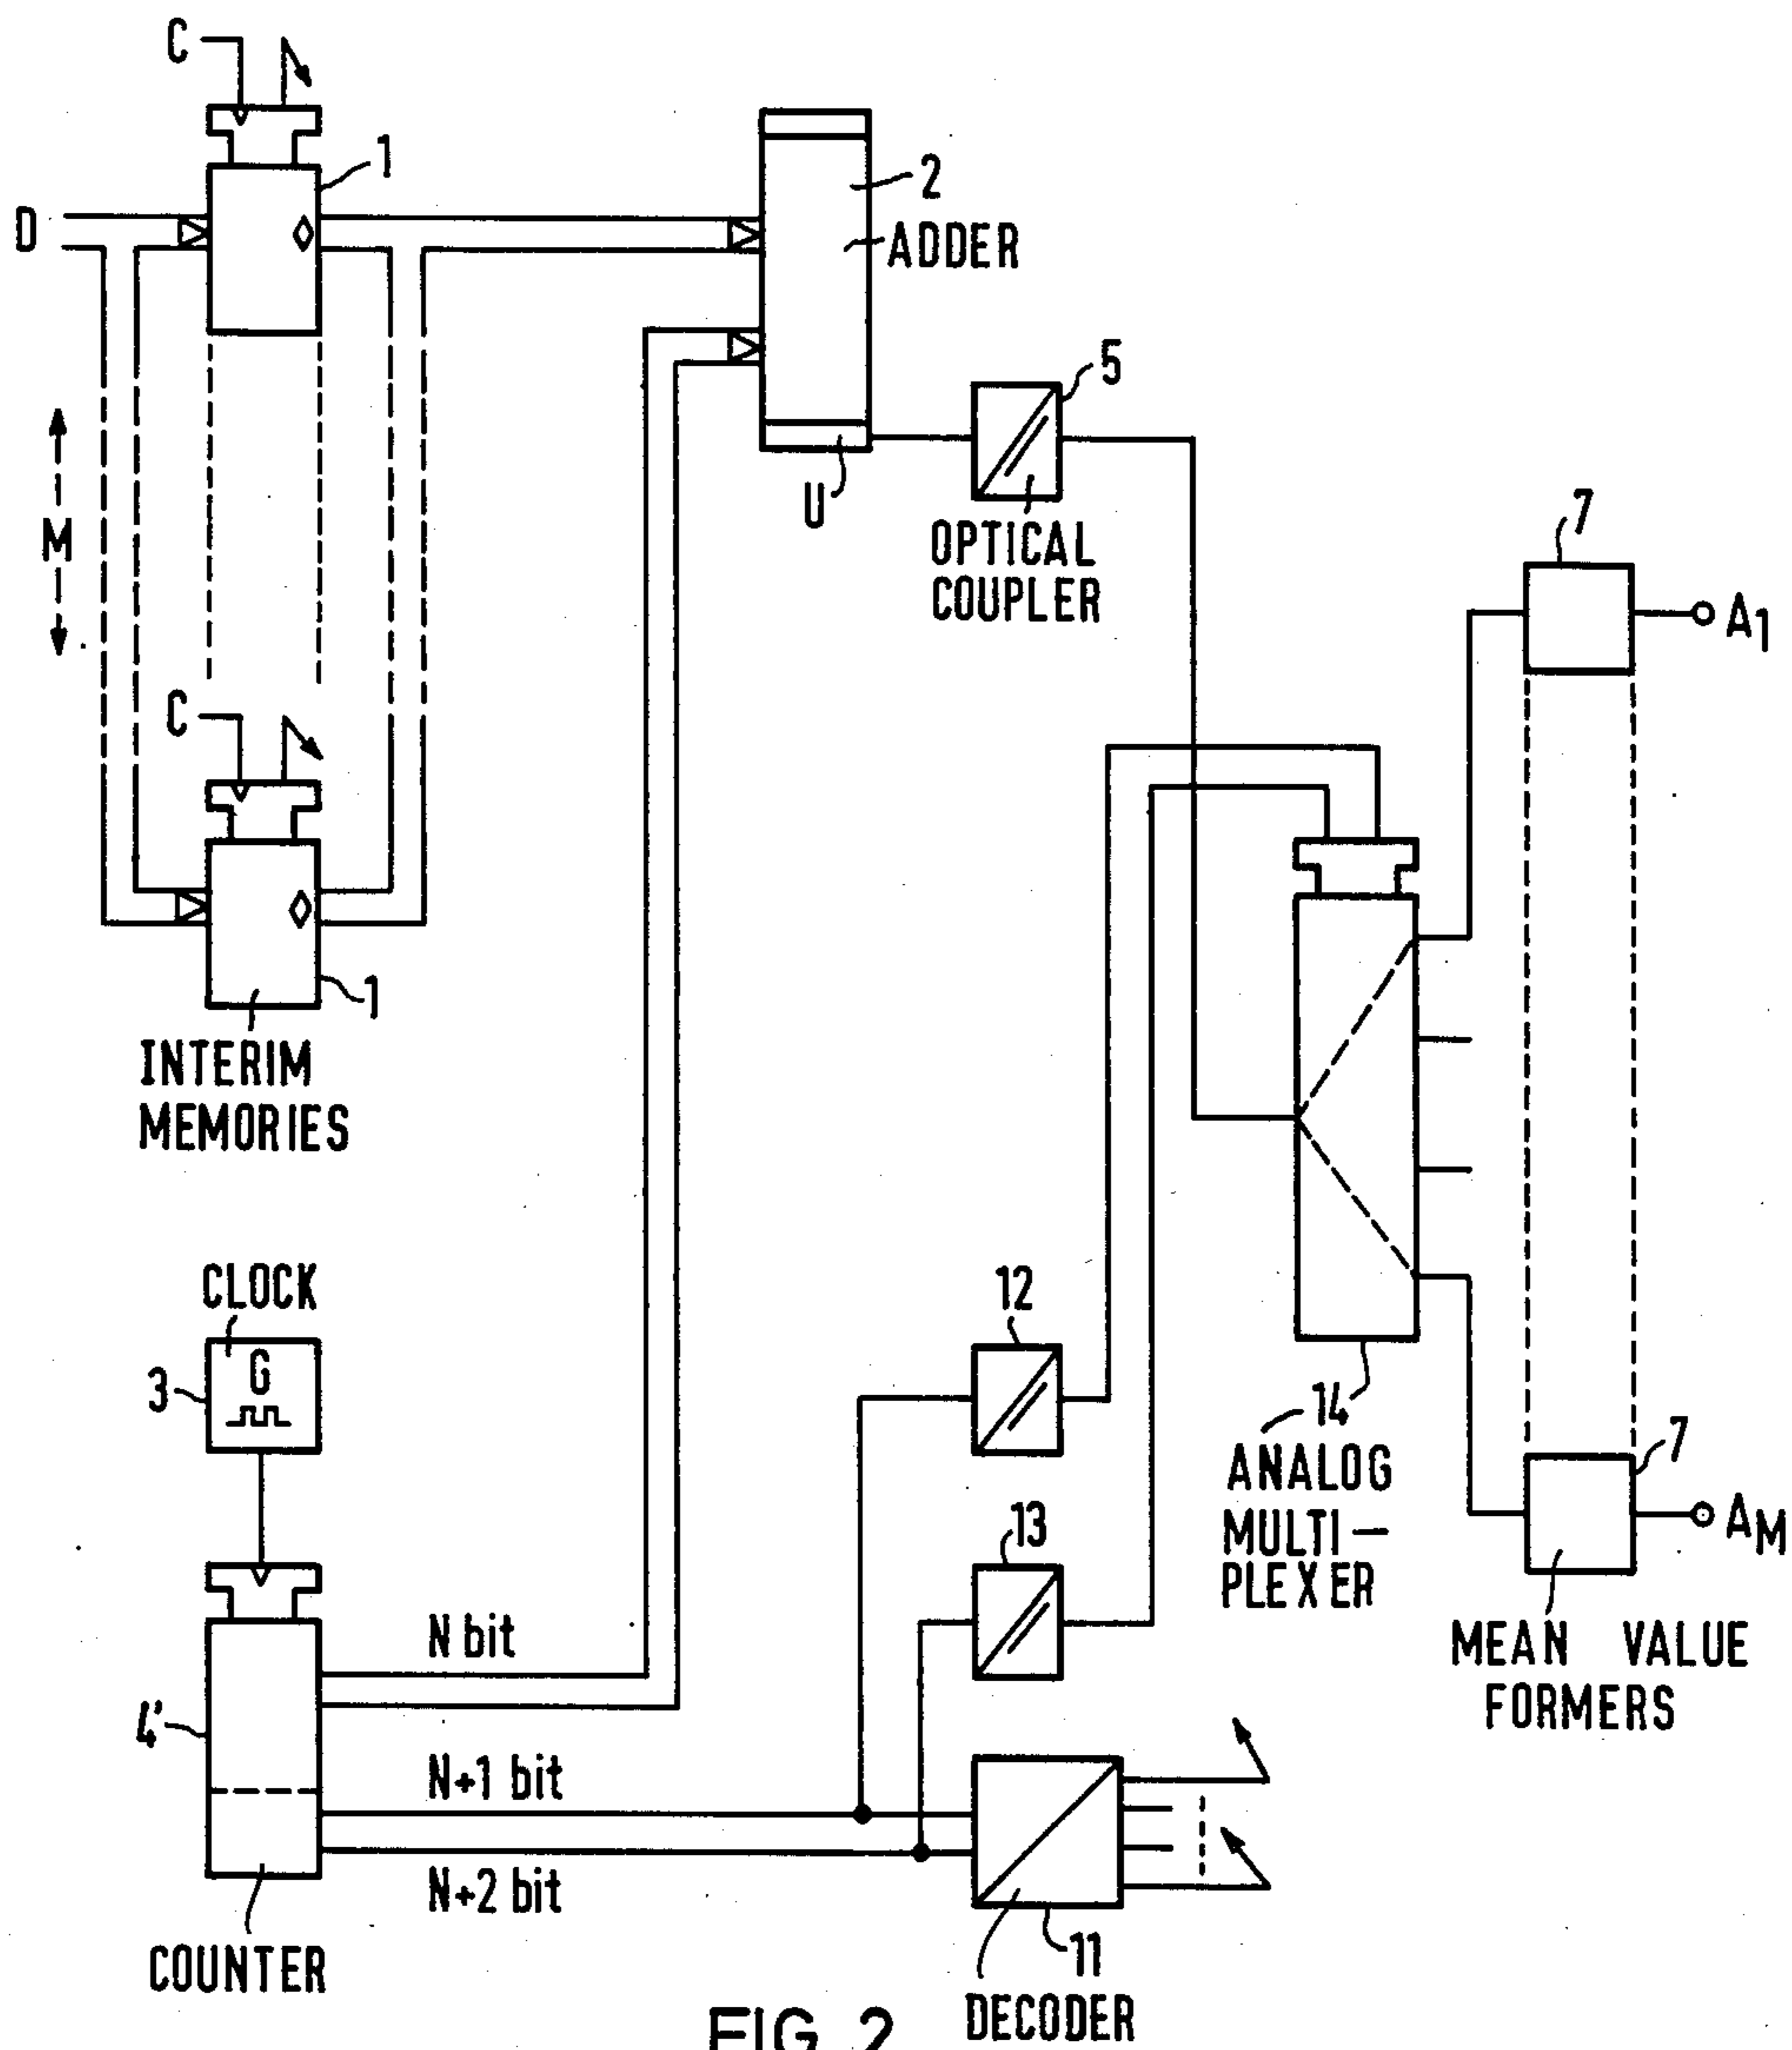 C
1
D
2
ADDER
5
U
OPTICAL
COUPLER
M
7
A1
C
1
INTERIM
MEMORIES
CLOCK
3
G
12
14
ANALOG
MULTI-
PLEXER
13
7
AM
MEAN VALUE
FORMERS
N bit
4'
N+1 bit
N+2 bit
COUNTER
11
DECODER
FIG. 2